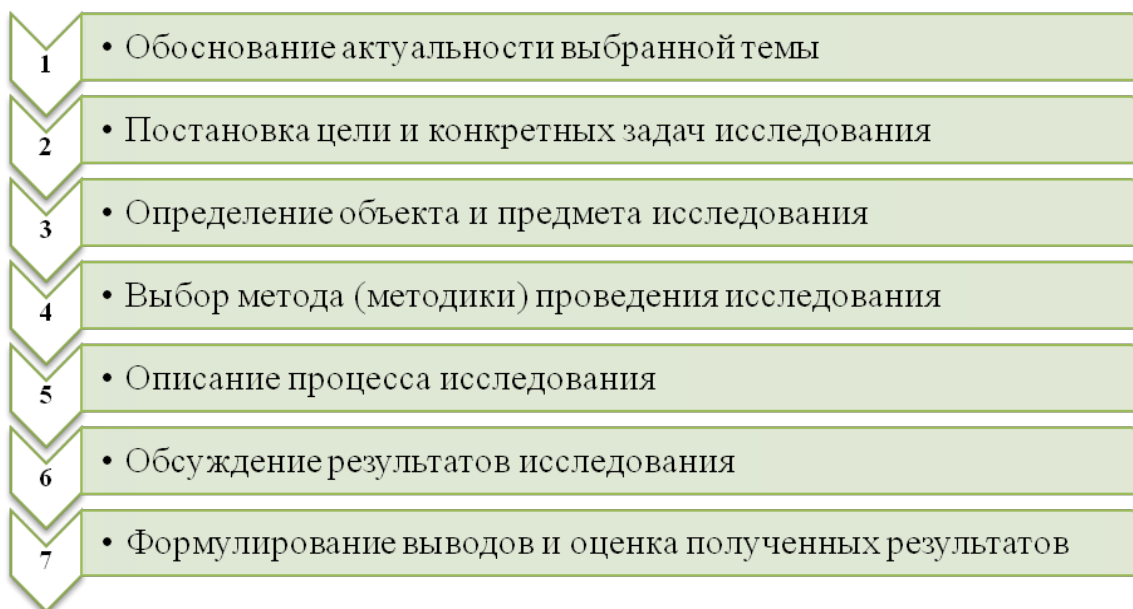 1
• Обоснование актуальности выбранной темы
2
• Постановка цели и конкретных задач исследования
3
• Определение объекта и предмета исследования
4
• Выбор метода (методики) проведения исследования
5
• Описание процесса исследования
6
• Обсуждение результатов исследования
7
• Формулирование выводов и оценка полученных результатов